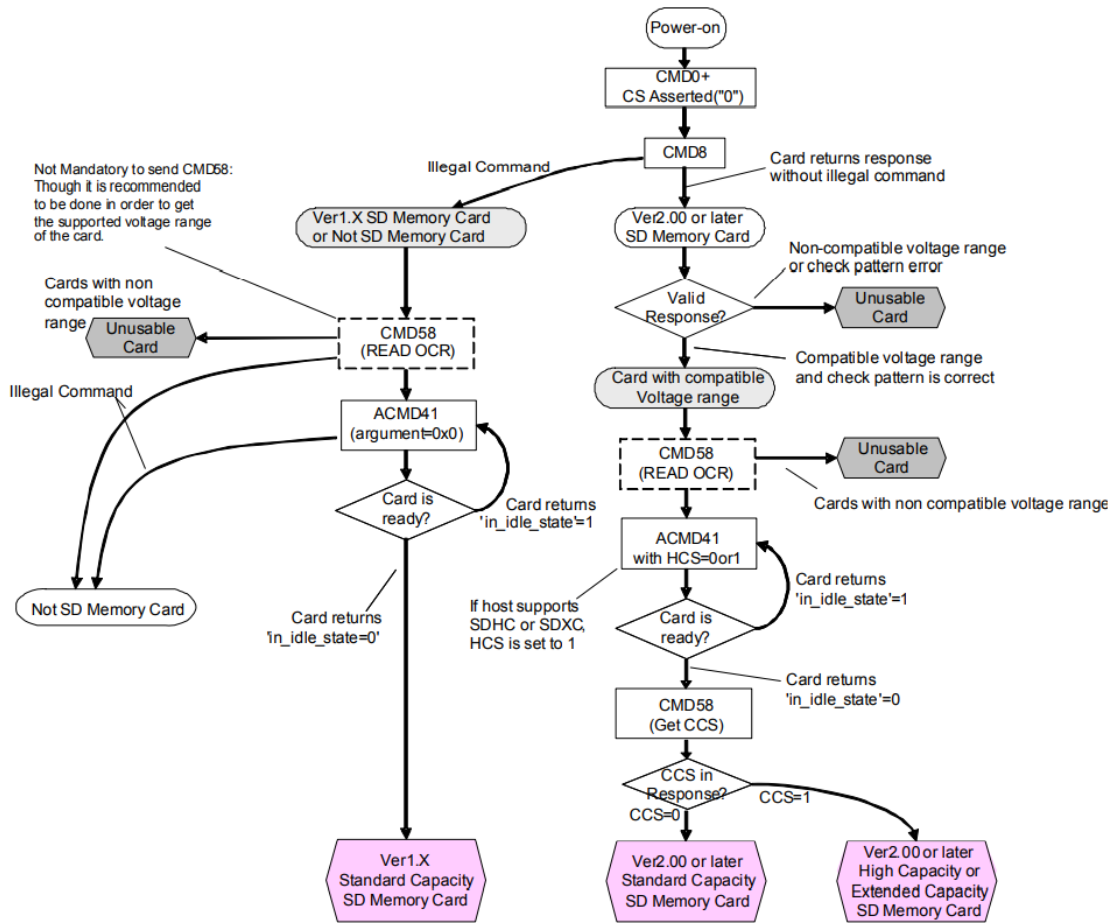 Power-on
CMD0+
CS Asserted("0")
CMD8
Illegal Command
Card returns response
without illegal command
Not Mandatory to send CMD58:
Though it is recommended
to be done in order to get
the supported voltage range
of the card.
Ver1.X SD Memory Card
or Not SD Memory Card
Ver2.00 or later
SD Memory Card
Non-compatible voltage range
or check pattern error
Cards with non
compatible voltage
range
Unusable
Card
CMD58
(READ OCR)
Valid
Response?
Unusable
Card
Compatible voltage range
and check pattern is correct
Card with compatible
Voltage range
Illegal Command
ACMD41
(argument=0x0)
CMD58
(READ OCR)
Unusable
Card
Cards with non compatible voltage range
Card is
ready?
Card returns
'in_idle_state'=1
ACMD41
with HCS=0or1
Card returns
'in_idle_state'=1
Not SD Memory Card
Card returns
'in_idle_state=0'
If host supports
SDHC or SDXC,
HCS is set to 1
Card is
ready?
Card returns
'in_idle_state'=0
CMD58
(Get CCS)
CCS in
Response?
CCS=0
CCS=1
Ver1.X
Standard Capacity
SD Memory Card
Ver2.00 or later
Standard Capacity
SD Memory Card
Ver2.00 or later
High Capacity or
Extended Capacity
SD Memory Card